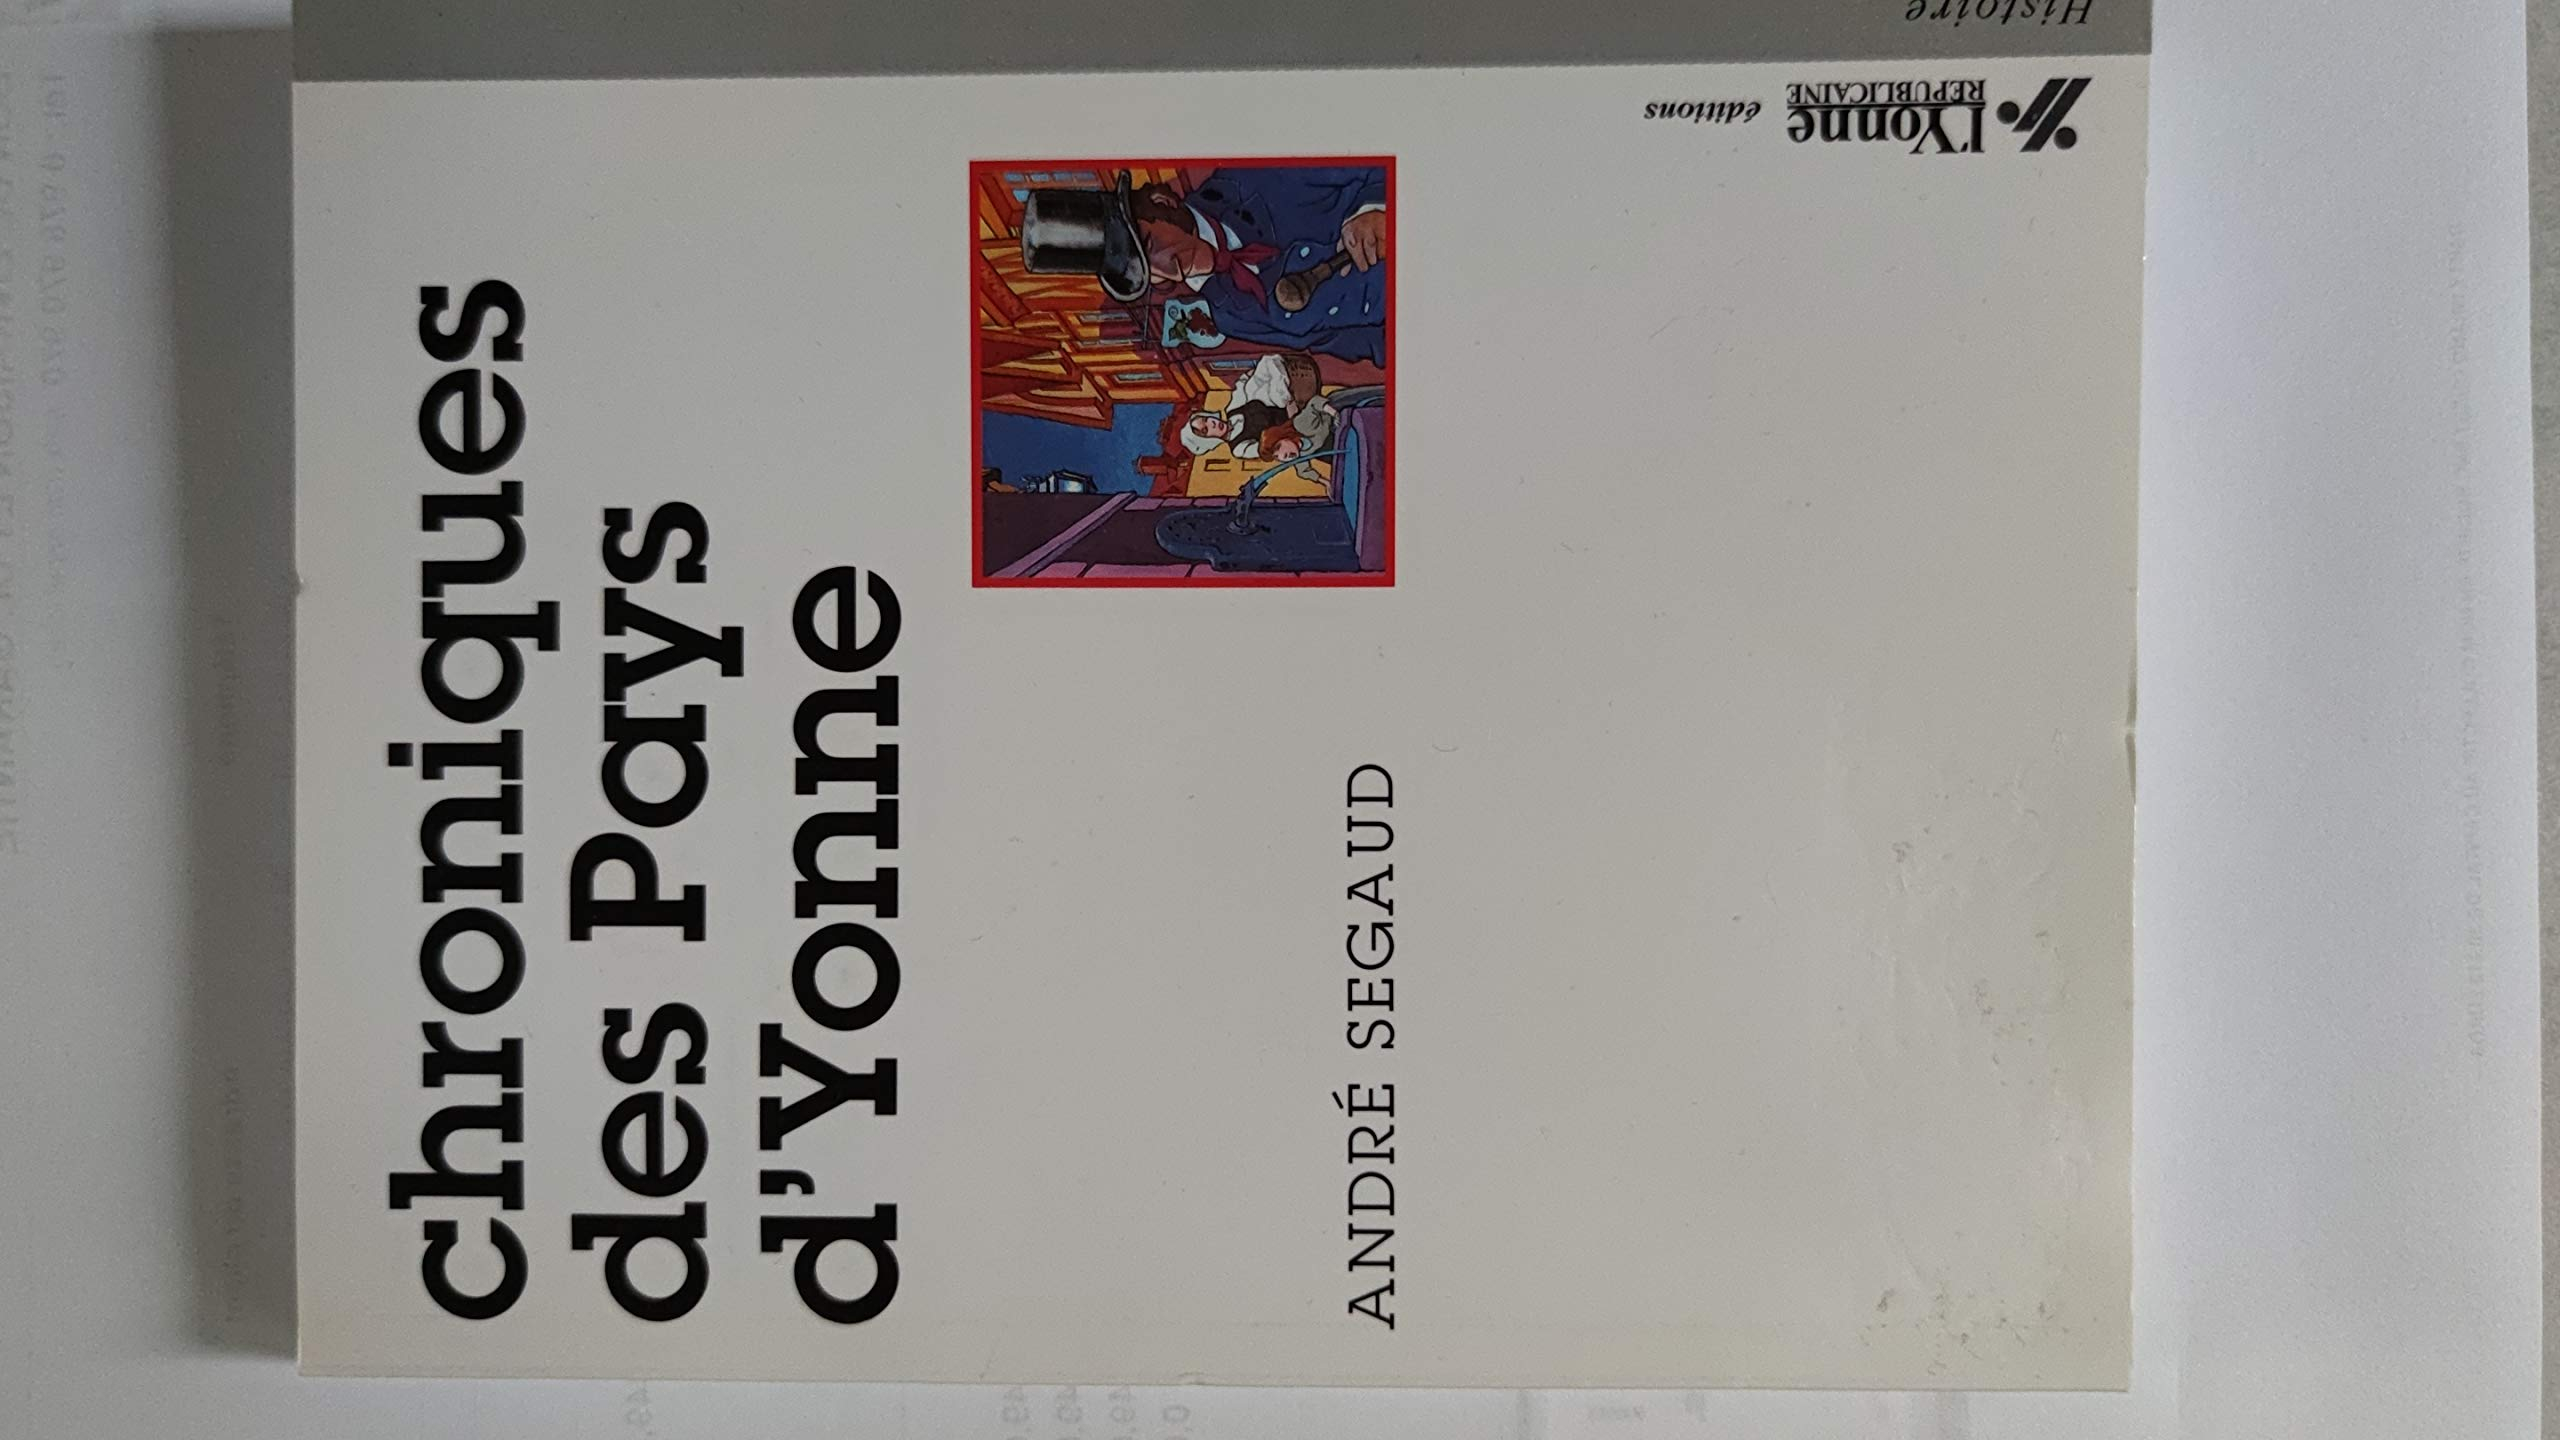 chroniques
des Pays
d'Yonne
ANDRÉ SEGAUD
l'Yonne
RÉPUBLICAINE
éditions
Histoire